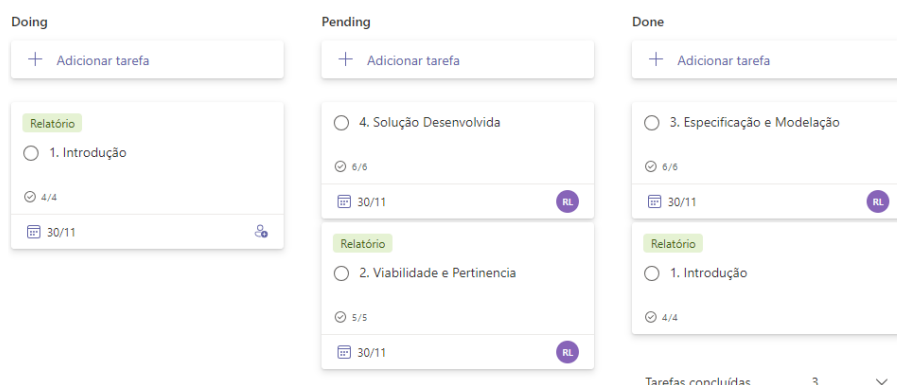 Doing
+ Adicionar tarefa
Relatório
1. Introdução
4/4
30/11
Pending
+ Adicionar tarefa
4. Solução Desenvolvida
6/6
30/11
RL
Relatório
2. Viabilidade e Pertinencia
5/5
30/11
RL
Done
+ Adicionar tarefa
3. Especificação e Modelação
6/6
30/11
RL
Relatório
1. Introdução
4/4
Tarefas concluídas 3